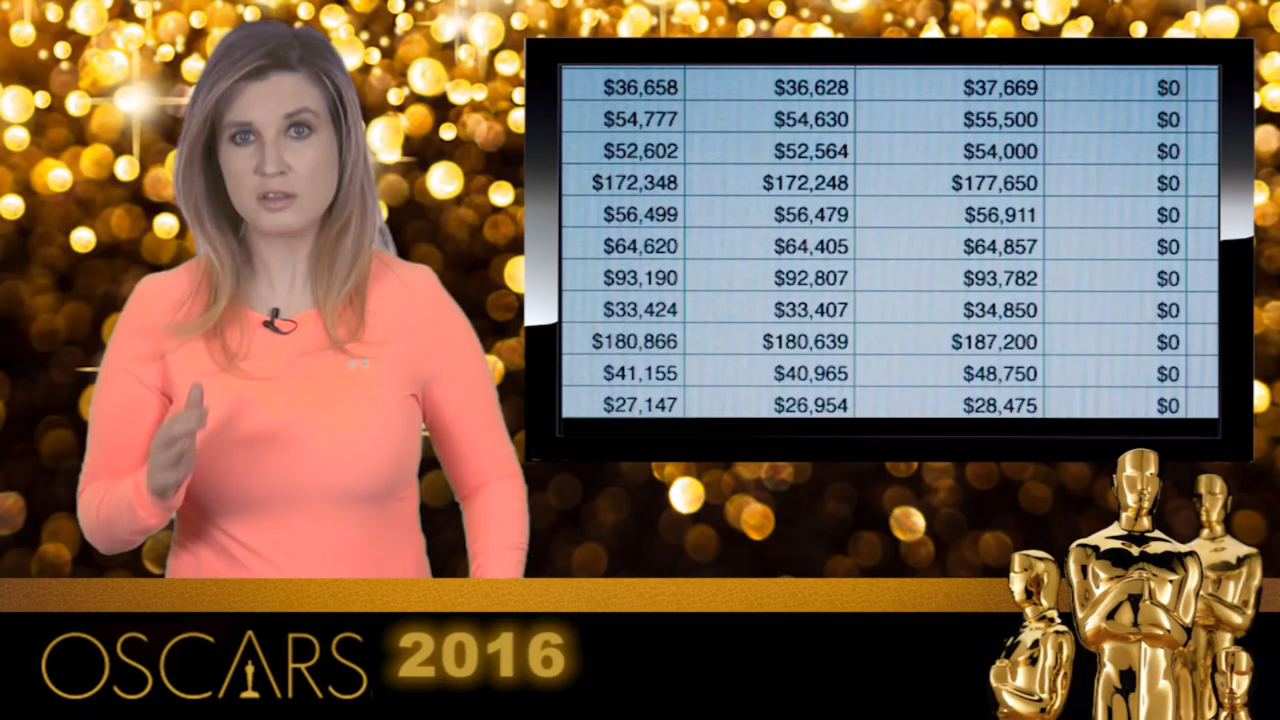 $36,658 $36,628 $37,669 $0
$54,777 $54,630 $55,500 $0
$52,602 $52,564 $54,000 $0
$172,348 $172,248 $177,650 $0
$56,499 $56,479 $56,911 $0
$64,620 $64,405 $64,857 $0
$93,190 $92,807 $93,782 $0
$33,424 $33,407 $34,850 $0
$180,866 $180,639 $187,200 $0
$41,155 $40,965 $48,750 $0
$27,147 $26,954 $28,475 $0
OSCARS 2016